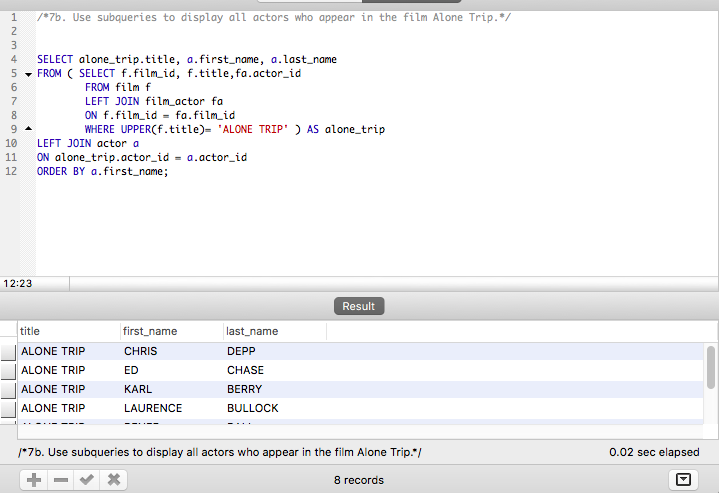 1 /*7b. Use subqueries to display all actors who appear in the film Alone Trip.*/
2
3
4 SELECT alone_trip.title, a.first_name, a.last_name
5 FROM ( SELECT f.film_id, f.title,fa.actor_id
6 FROM film f
7 LEFT JOIN film_actor fa
8 ON f.film_id = fa.film_id
9 WHERE UPPER(f.title)= 'ALONE TRIP' ) AS alone_trip
10 LEFT JOIN actor a
11 ON alone_trip.actor_id = a.actor_id
12 ORDER BY a.first_name;
12:23
Result
title first_name last_name
ALONE TRIP CHRIS DEPP
ALONE TRIP ED CHASE
ALONE TRIP KARL BERRY
ALONE TRIP LAURENCE BULLOCK
/*7b. Use subqueries to display all actors who appear in the film Alone Trip.*/ 0.02 sec elapsed
8 records